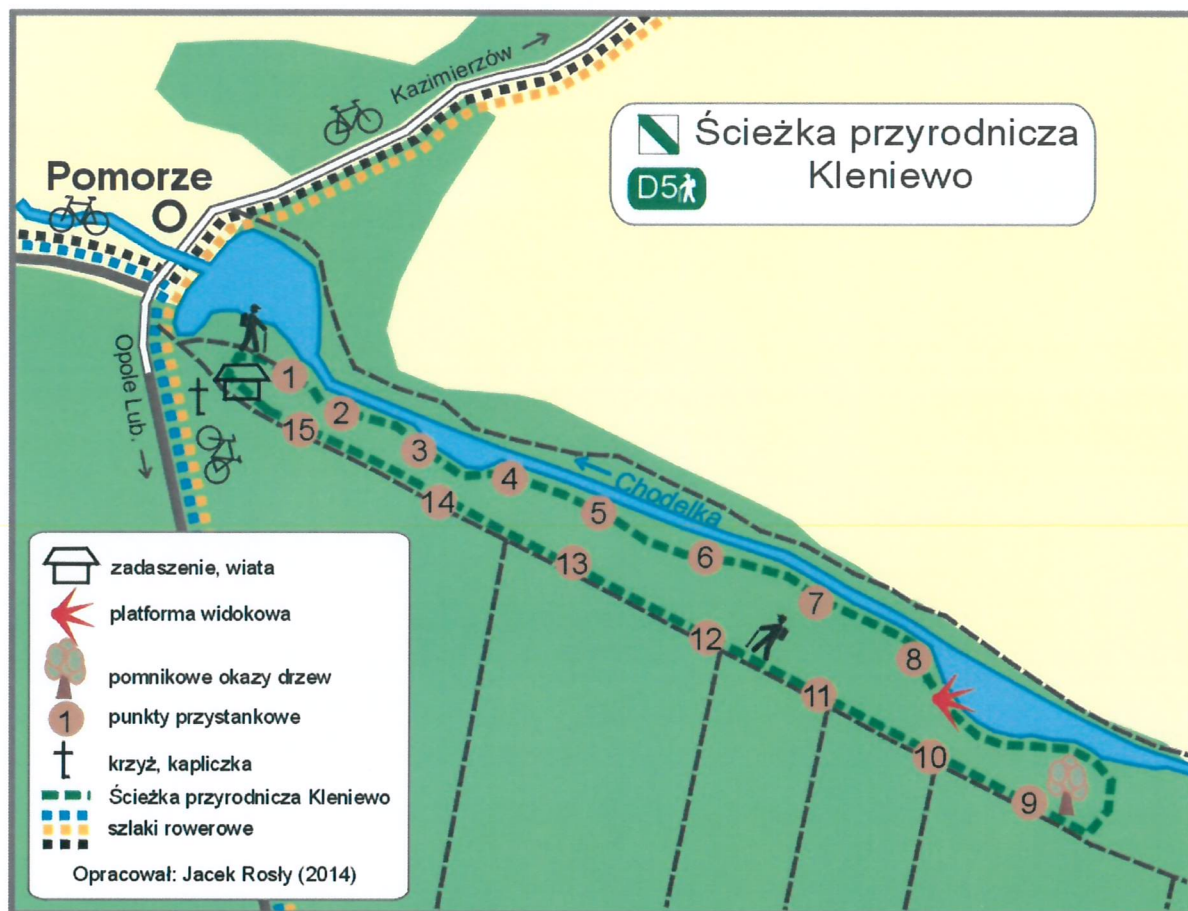 Kazimierzów →
Ścieżka przyrodnicza
Kleniewo
D5
Pomorze
Opole Lub. →
← Chodelka
1
2
3
4
5
6
7
8
9
10
11
12
13
14
15
zadaszenie, wiata
platforma widokowa
pomnikowe okazy drzew
1 punkty przystankowe
krzyż, kapliczka
Ścieżka przyrodnicza Kleniewo
szlaki rowerowe
Opracował: Jacek Rosły (2014)